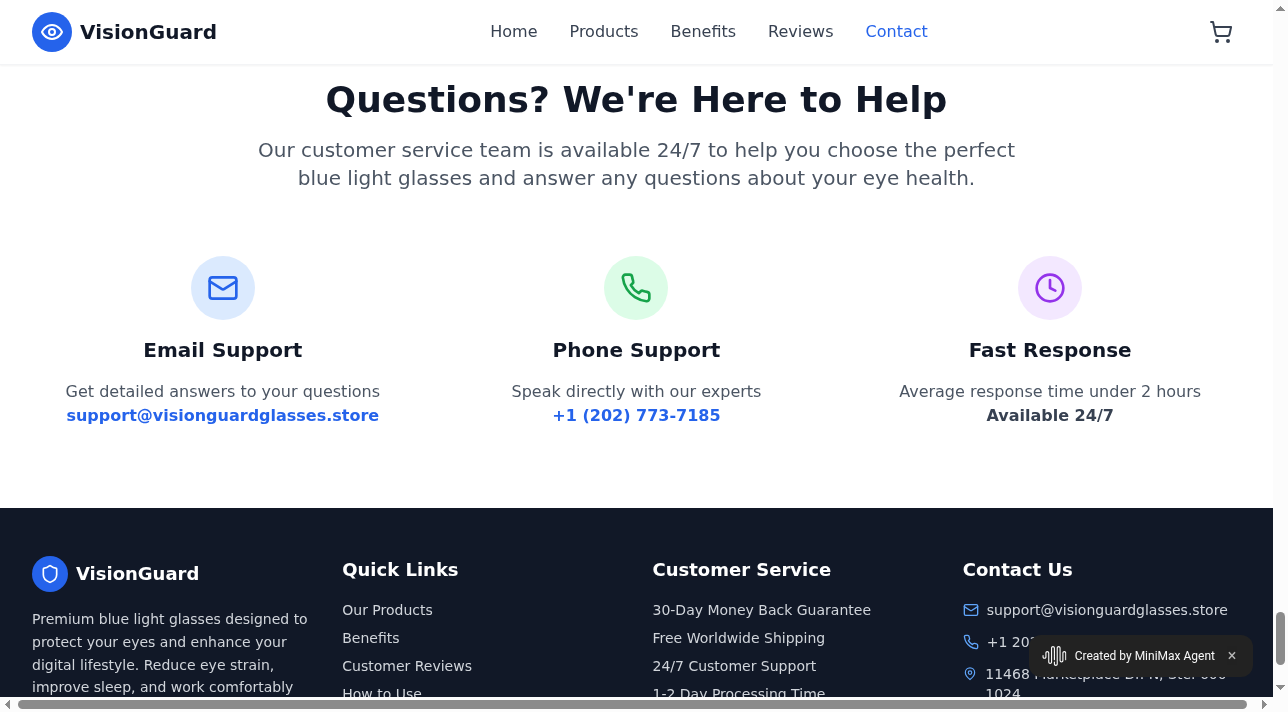 VisionGuard
Home
Products
Benefits
Reviews
Contact
Questions? We're Here to Help
Our customer service team is available 24/7 to help you choose the perfect
blue light glasses and answer any questions about your eye health.
Email Support
Get detailed answers to your questions
support@visionguardglasses.store
Phone Support
Speak directly with our experts
+1 (202) 773-7185
Fast Response
Average response time under 2 hours
Available 24/7
VisionGuard
Premium blue light glasses designed to
protect your eyes and enhance your
digital lifestyle. Reduce eye strain,
improve sleep, and work comfortably
Quick Links
Our Products
Benefits
Customer Reviews
How to Use
Customer Service
30-Day Money Back Guarantee
Free Worldwide Shipping
24/7 Customer Support
1-2 Day Processing Time
Contact Us
support@visionguardglasses.store
+1
11468
1024
Created by MiniMax Agent ×